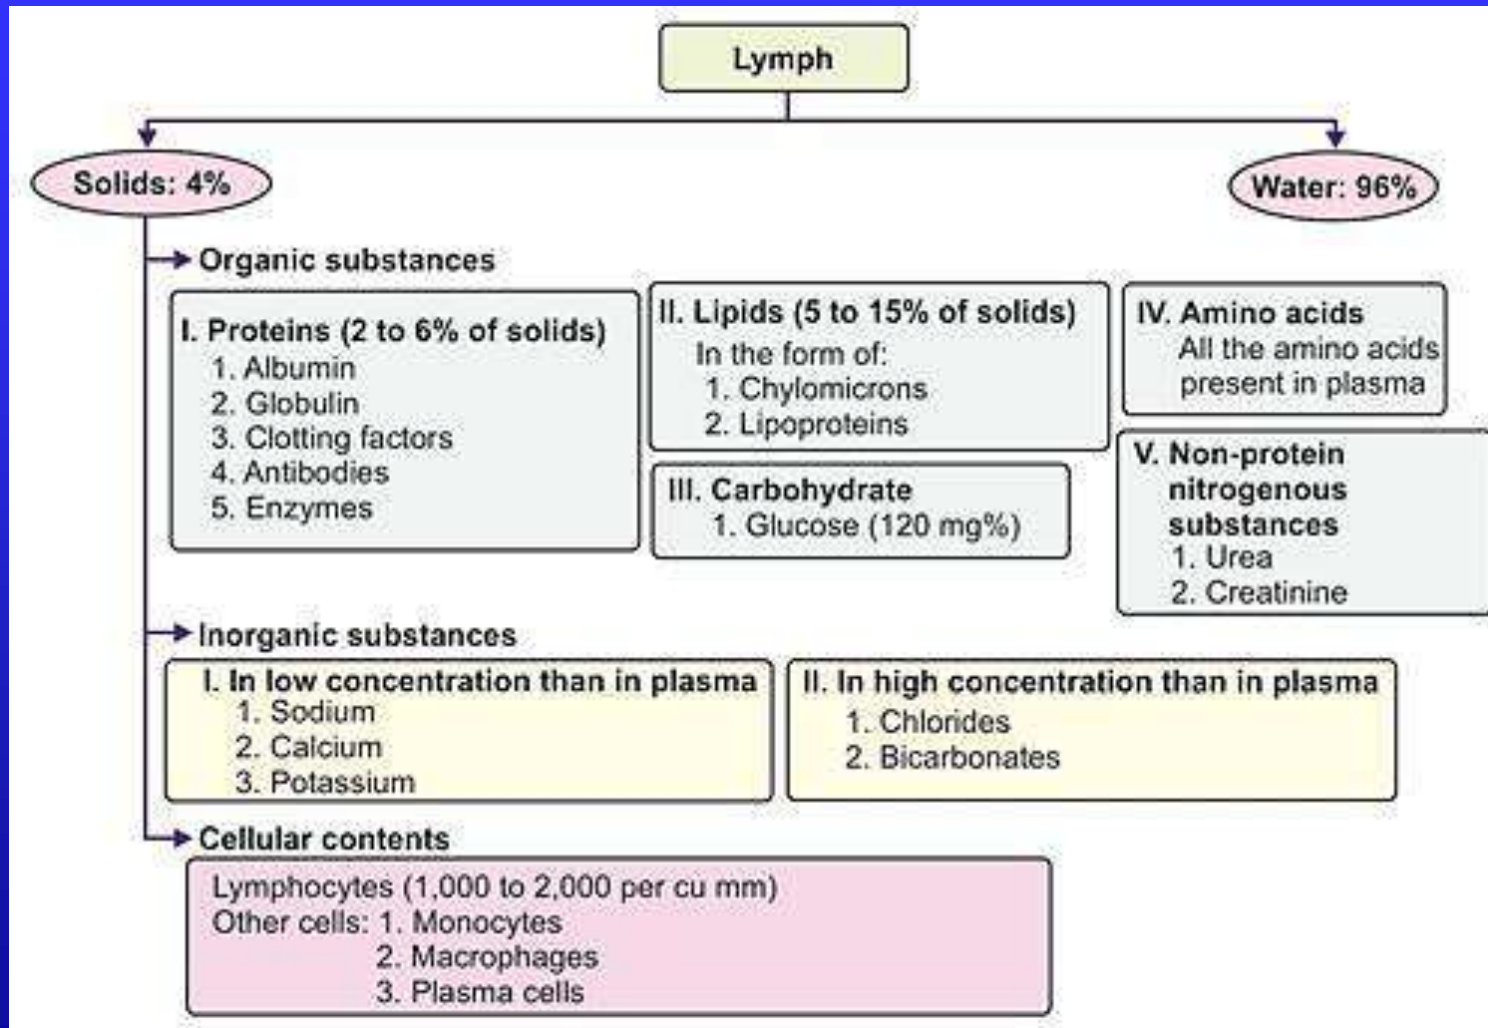 Lymph
Solids: 4%
Water: 96%
Organic substances
I. Proteins (2 to 6% of solids)
1. Albumin
2. Globulin
3. Clotting factors
4. Antibodies
5. Enzymes
II. Lipids (5 to 15% of solids)
In the form of:
1. Chylomicrons
2. Lipoproteins
III. Carbohydrate
1. Glucose (120 mg%)
IV. Amino acids
All the amino acids
present in plasma
V. Non-protein
nitrogenous
substances
1. Urea
2. Creatinine
Inorganic substances
I. In low concentration than in plasma
1. Sodium
2. Calcium
3. Potassium
II. In high concentration than in plasma
1. Chlorides
2. Bicarbonates
Cellular contents
Lymphocytes (1,000 to 2,000 per cu mm)
Other cells: 1. Monocytes
2. Macrophages
3. Plasma cells